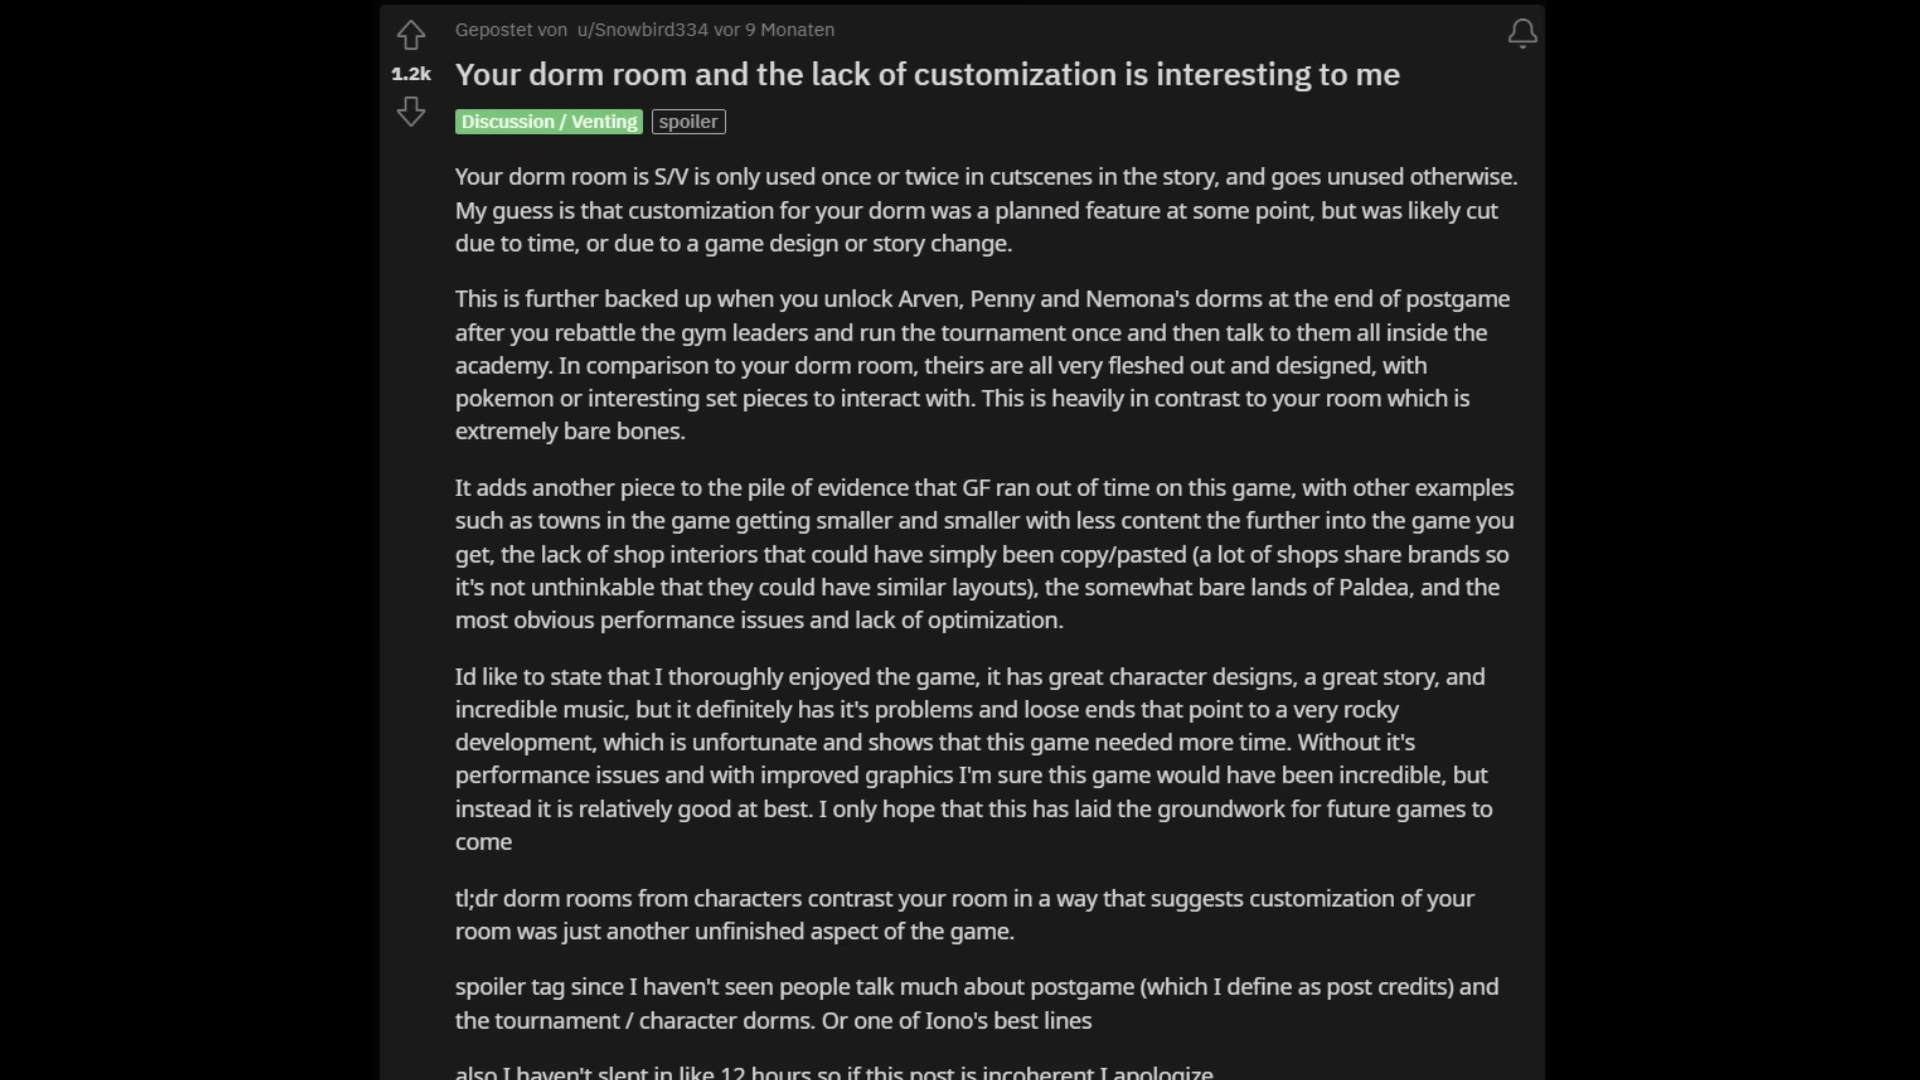 Gepostet von u/Snowbird334 vor 9 Monaten
1.2k
Your dorm room and the lack of customization is interesting to me
Discussion / Venting spoiler
Your dorm room is S/V is only used once or twice in cutscenes in the story, and goes unused otherwise.
My guess is that customization for your dorm was a planned feature at some point, but was likely cut
due to time, or due to a game design or story change.
This is further backed up when you unlock Arven, Penny and Nemona's dorms at the end of postgame
after you rebattle the gym leaders and run the tournament once and then talk to them all inside the
academy. In comparison to your dorm room, theirs are all very fleshed out and designed, with
pokemon or interesting set pieces to interact with. This is heavily in contrast to your room which is
extremely bare bones.
It adds another piece to the pile of evidence that GF ran out of time on this game, with other examples
such as towns in the game getting smaller and smaller with less content the further into the game you
get, the lack of shop interiors that could have simply been copy/pasted (a lot of shops share brands so
it's not unthinkable that they could have similar layouts), the somewhat bare lands of Paldea, and the
most obvious performance issues and lack of optimization.
Id like to state that I thoroughly enjoyed the game, it has great character designs, a great story, and
incredible music, but it definitely has it's problems and loose ends that point to a very rocky
development, which is unfortunate and shows that this game needed more time. Without it's
performance issues and with improved graphics I'm sure this game would have been incredible, but
instead it is relatively good at best. I only hope that this has laid the groundwork for future games to
come
tl;dr dorm rooms from characters contrast your room in a way that suggests customization of your
room was just another unfinished aspect of the game.
spoiler tag since I haven't seen people talk much about postgame (which I define as post credits) and
the tournament / character dorms. Or one of Iono's best lines
also I haven't slept in like 12 hours so if this post is incoherent I apologize